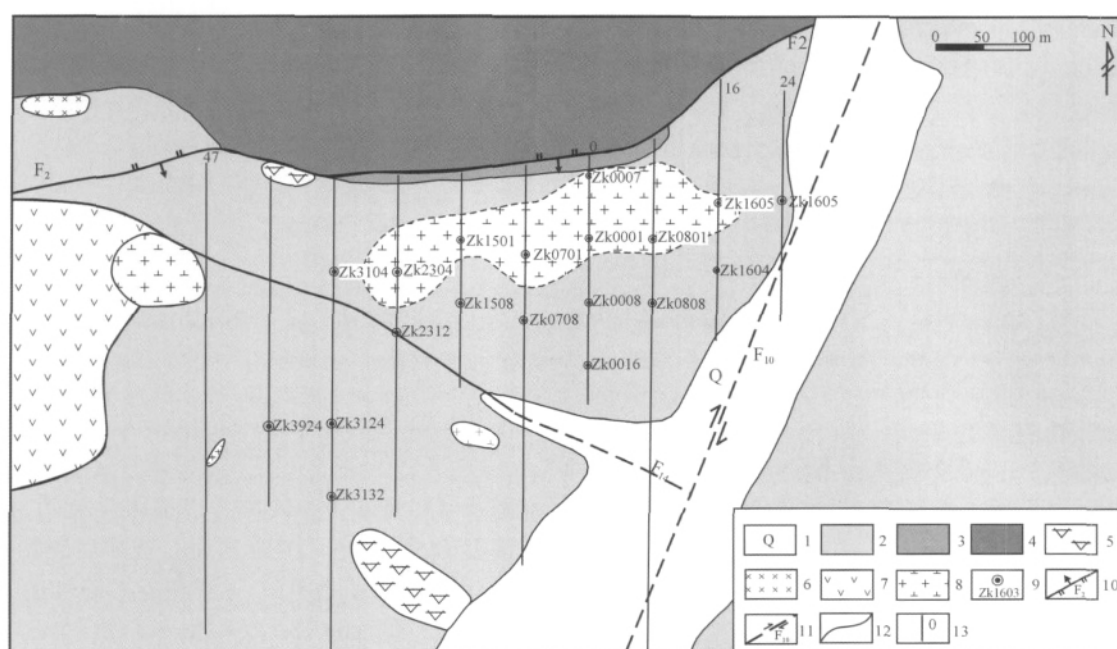 F2
0 50 100 m
N
16
24
0
47
F2
Zk0007
Zk1605
Zk1605
Zk1501
Zk0001
Zk0801
Zk0701
Zk3104
Zk2304
Zk1604
Zk1508
Zk0008
Zk0808
Zk0708
Zk2312
F10
Zk0016
Q
Zk3924
Zk3124
F14
Zk3132
Q 1
2
3
4
5
6
7
8
Zk1603 9
F2 10
F10 11
12
0 13